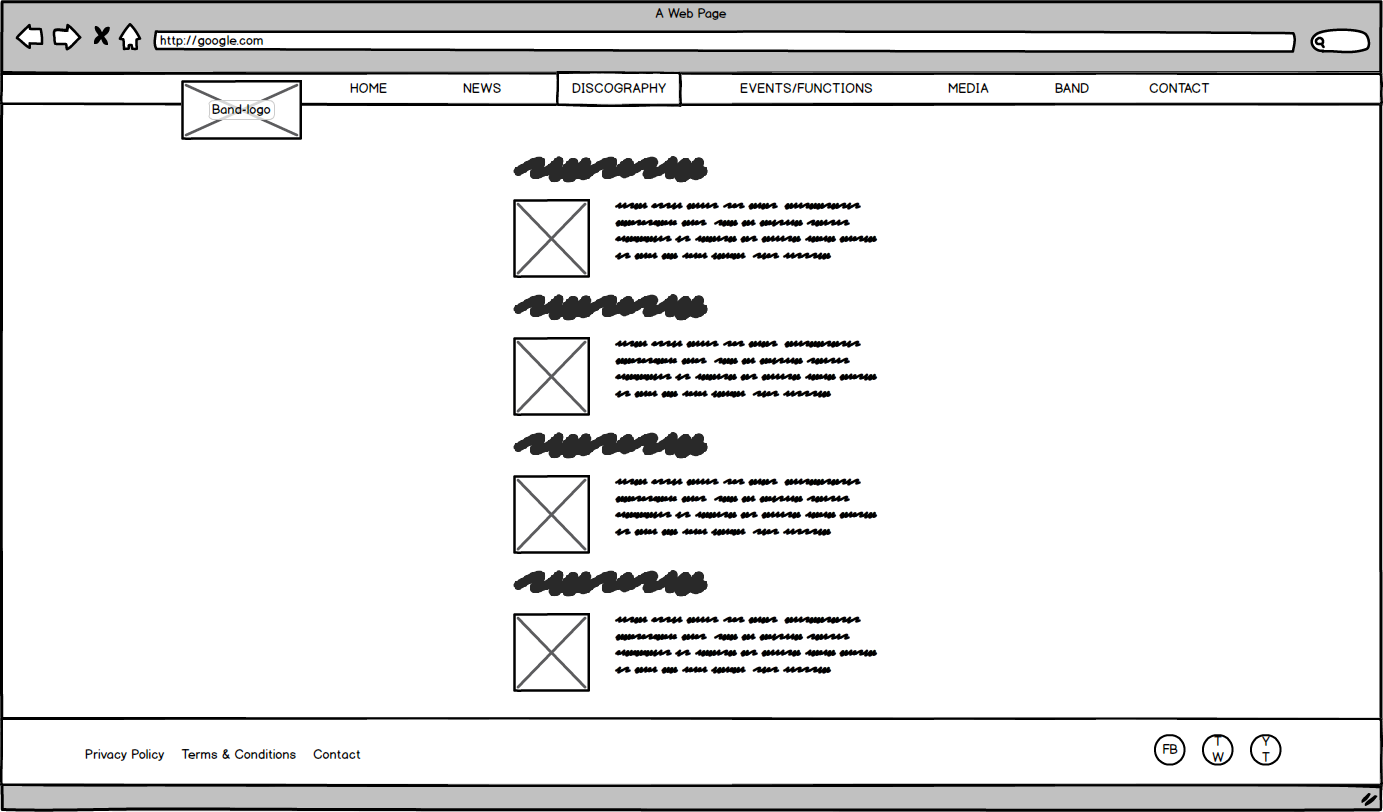 A Web Page
http://google.com
HOME NEWS DISCOGRAPHY EVENTS/FUNCTIONS MEDIA BAND CONTACT
Band-logo
Privacy Policy Terms & Conditions Contact
FB
T
W
Y
T